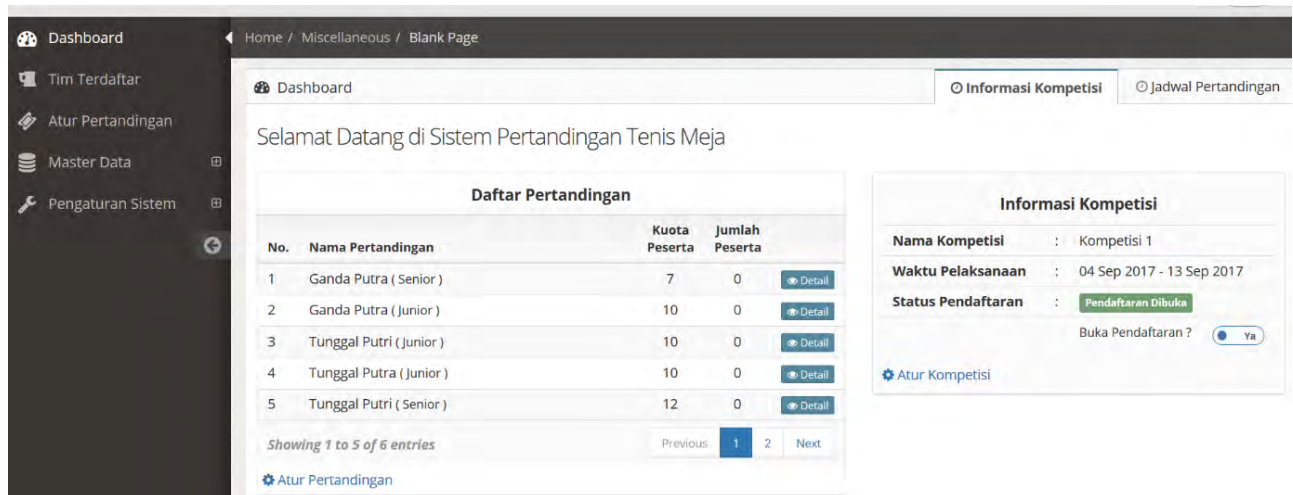 Dashboard
Tim Terdaftar
Atur Pertandingan
Master Data
Pengaturan Sistem
Home / Miscellaneous / Blank Page
Dashboard
Informasi Kompetisi
Jadwal Pertandingan
Selamat Datang di Sistem Pertandingan Tenis Meja
Daftar Pertandingan
No. Nama Pertandingan Kuota Peserta Jumlah Peserta
1 Ganda Putra ( Senior ) 7 0 Detail
2 Ganda Putra ( Junior ) 10 0 Detail
3 Tunggal Putri ( Junior ) 10 0 Detail
4 Tunggal Putra ( Junior ) 10 0 Detail
5 Tunggal Putri ( Senior ) 12 0 Detail
Showing 1 to 5 of 6 entries Previous 1 2 Next
Atur Pertandingan
Informasi Kompetisi
Nama Kompetisi : Kompetisi 1
Waktu Pelaksanaan : 04 Sep 2017 - 13 Sep 2017
Status Pendaftaran : Pendaftaran Dibuka
Buka Pendaftaran ? Ya
Atur Kompetisi